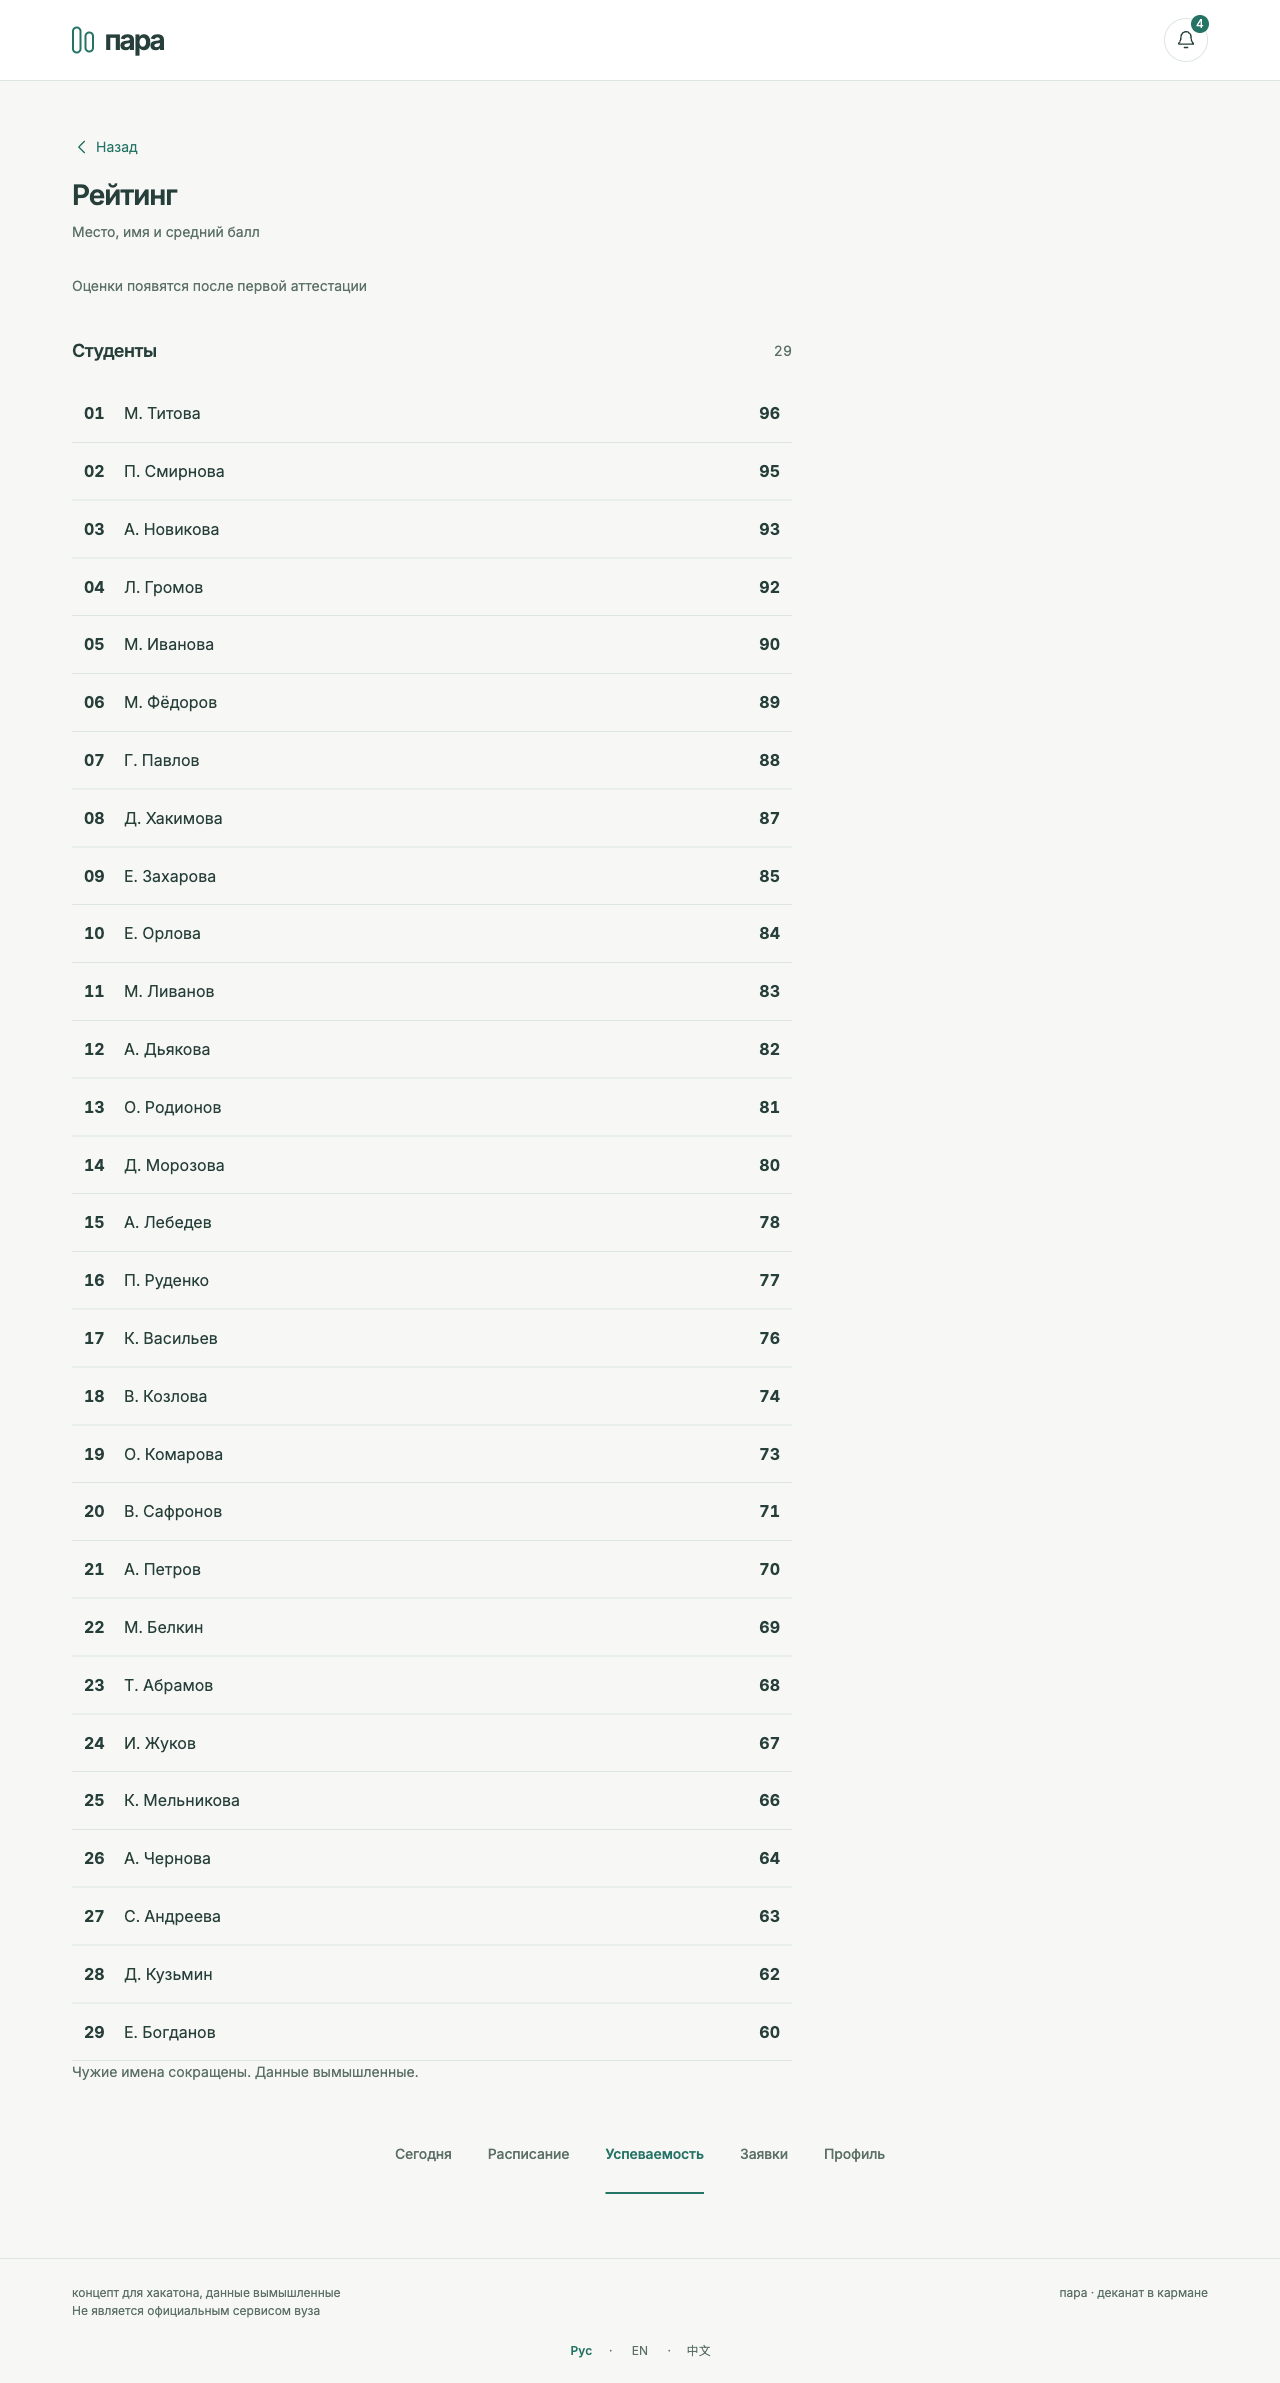 пара
4
Назад
Рейтинг
Место, имя и средний балл
Оценки появятся после первой аттестации
Студенты 29
01 М. Титова 96
02 П. Смирнова 95
03 А. Новикова 93
04 Л. Громов 92
05 М. Иванова 90
06 М. Фёдоров 89
07 Г. Павлов 88
08 Д. Хакимова 87
09 Е. Захарова 85
10 Е. Орлова 84
11 М. Ливанов 83
12 А. Дьякова 82
13 О. Родионов 81
14 Д. Морозова 80
15 А. Лебедев 78
16 П. Руденко 77
17 К. Васильев 76
18 В. Козлова 74
19 О. Комарова 73
20 В. Сафронов 71
21 А. Петров 70
22 М. Белкин 69
23 Т. Абрамов 68
24 И. Жуков 67
25 К. Мельникова 66
26 А. Чернова 64
27 С. Андреева 63
28 Д. Кузьмин 62
29 Е. Богданов 60
Чужие имена сокращены. Данные вымышленные.
Сегодня Расписание Успеваемость Заявки Профиль
концепт для хакатона, данные вымышленные
Не является официальным сервисом вуза
пара · деканат в кармане
Рус · EN · 中文